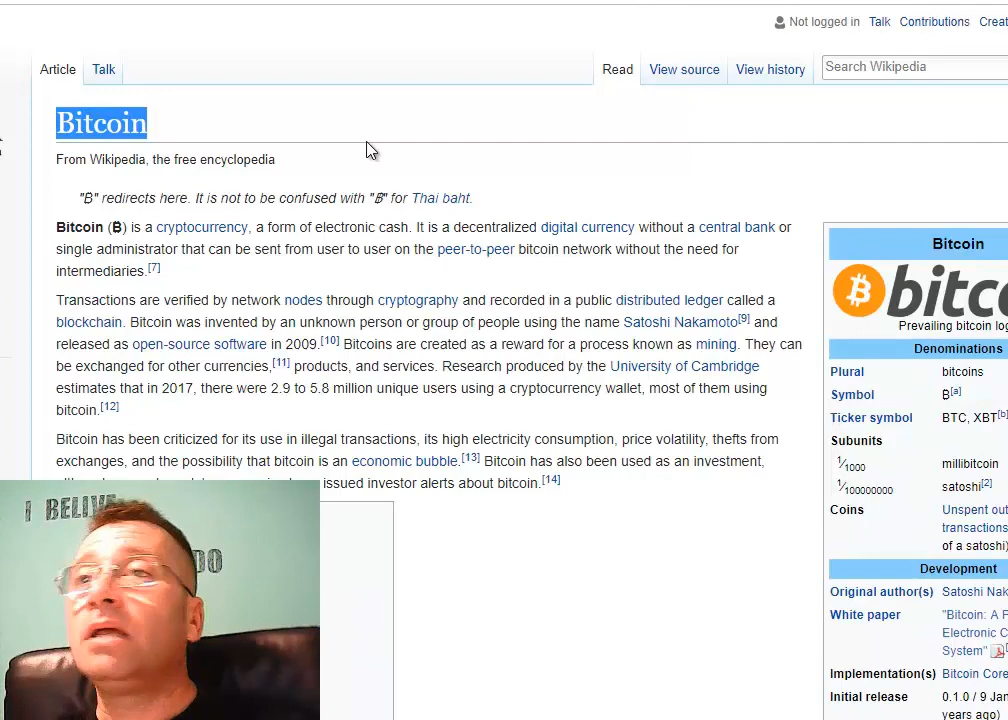 Not logged in Talk Contributions Creat
Article Talk Read View source View history Search Wikipedia
Bitcoin
From Wikipedia, the free encyclopedia
"₿" redirects here. It is not to be confused with "฿" for Thai baht.
Bitcoin (₿) is a cryptocurrency, a form of electronic cash. It is a decentralized digital currency without a central bank or
single administrator that can be sent from user to user on the peer-to-peer bitcoin network without the need for
intermediaries.[7]
Transactions are verified by network nodes through cryptography and recorded in a public distributed ledger called a
blockchain. Bitcoin was invented by an unknown person or group of people using the name Satoshi Nakamoto[9] and
released as open-source software in 2009.[10] Bitcoins are created as a reward for a process known as mining. They can
be exchanged for other currencies,[11] products, and services. Research produced by the University of Cambridge
estimates that in 2017, there were 2.9 to 5.8 million unique users using a cryptocurrency wallet, most of them using
bitcoin.[12]
Bitcoin has been criticized for its use in illegal transactions, its high electricity consumption, price volatility, thefts from
exchanges, and the possibility that bitcoin is an economic bubble.[13] Bitcoin has also been used as an investment,
issued investor alerts about bitcoin.[14]
Bitcoin
bitco
Prevailing bitcoin log
Denominations
Plural bitcoins
Symbol ₿[a]
Ticker symbol BTC, XBT[b]
Subunits
1⁄1000 millibitcoin
1⁄100000000 satoshi[2]
Coins Unspent out
transactions
of a satoshi)
Development
Original author(s) Satoshi Nak
White paper "Bitcoin: A P
Electronic C
System"
Implementation(s) Bitcoin Core
Initial release 0.1.0 / 9 Jan
years ago)
I BELIVE
DO